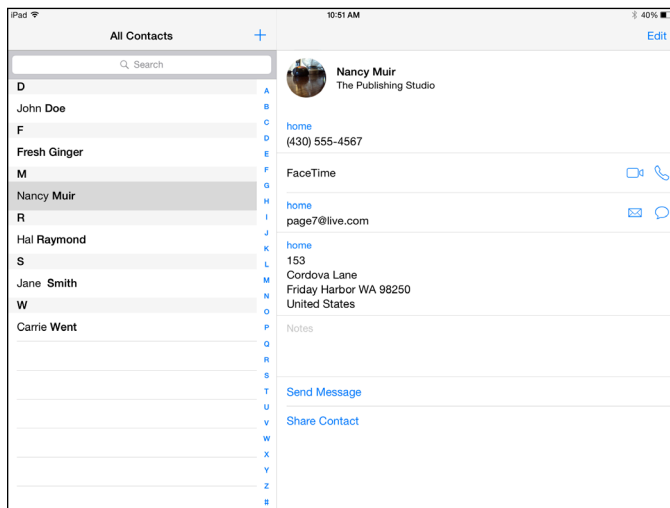 iPad
10:51 AM
40%
All Contacts
+
Edit
Search
D
John Doe
F
Fresh Ginger
M
Nancy Muir
R
Hal Raymond
S
Jane Smith
W
Carrie Went
A
B
C
D
E
F
G
H
I
J
K
L
M
N
O
P
Q
R
S
T
U
V
W
X
Y
Z
#
Nancy Muir
The Publishing Studio
home
(430) 555-4567
FaceTime
home
page7@live.com
home
153
Cordova Lane
Friday Harbor WA 98250
United States
Notes
Send Message
Share Contact